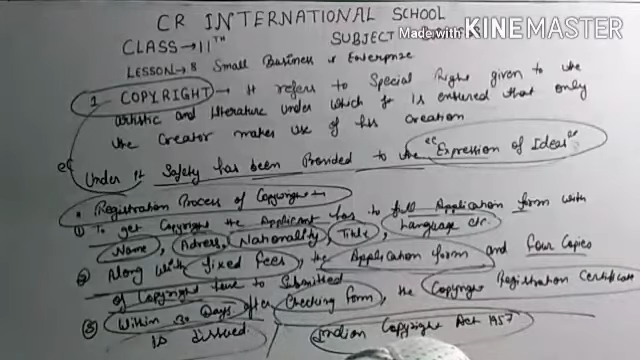 CR INTERNATIONAL SCHOOL
Made with KINEMASTER
CLASS → 11TH SUBJECT
LESSON → 8 Small Business & Enterprize
1 COPYRIGHT → It refers to Special Right given to the
artistic and literature under which it is ensured that only
the Creator makes use of his creation
Under It Safety has been Provided to the "Expression of Ideas"
• Registration Process of Copyright →
① To get Copyright the Applicant has to full Application form with
Name, Adress, Nationality, Title, Language etc.
② Along with fixed fees, the Application form and four Copies
of Copyright have to submitted
③ Within 30 Days after Checking form, the Copyright Registration Certificate
is issued. Indian Copyright Act 1957